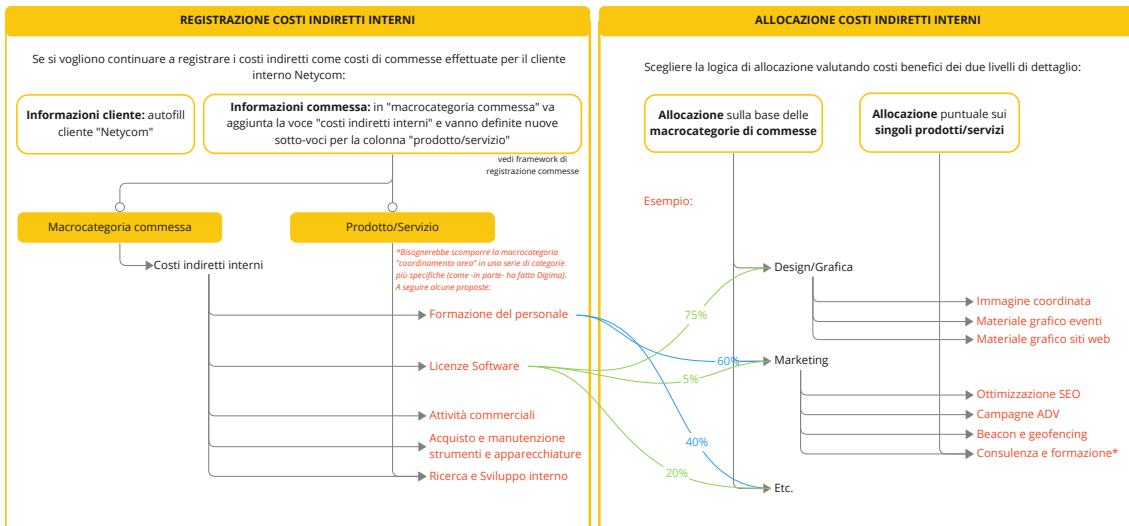 REGISTRAZIONE COSTI INDIRETTI INTERNI
Se si vogliono continuare a registrare i costi indiretti come costi di commesse effettuate per il cliente
interno Netycom:
Informazioni cliente: autofill
cliente "Netycom"
Informazioni commessa: in "macrocategoria commessa" va
aggiunta la voce "costi indiretti interni" e vanno definite nuove
sotto-voci per la colonna "prodotto/servizio"
vedi framework di
registrazione commesse
Macrocategoria commessa
Prodotto/Servizio
Costi indiretti interni
*Bisognerebbe scomporre la macrocategoria
"coordinamento area" in una serie di categorie
più specifiche (come -in parte- ha fatto Digima).
A seguire alcune proposte:
Formazione del personale
Licenze Software
Attività commerciali
Acquisto e manutenzione
strumenti e apparecchiature
Ricerca e Sviluppo interno
ALLOCAZIONE COSTI INDIRETTI INTERNI
Scegliere la logica di allocazione valutando costi benefici dei due livelli di dettaglio:
Allocazione sulla base delle
macrocategorie di commesse
Allocazione puntuale sui
singoli prodotti/servizi
Esempio:
75%
60%
5%
40%
20%
Design/Grafica
Immagine coordinata
Materiale grafico eventi
Materiale grafico siti web
Marketing
Ottimizzazione SEO
Campagne ADV
Beacon e geofencing
Consulenza e formazione*
Etc.